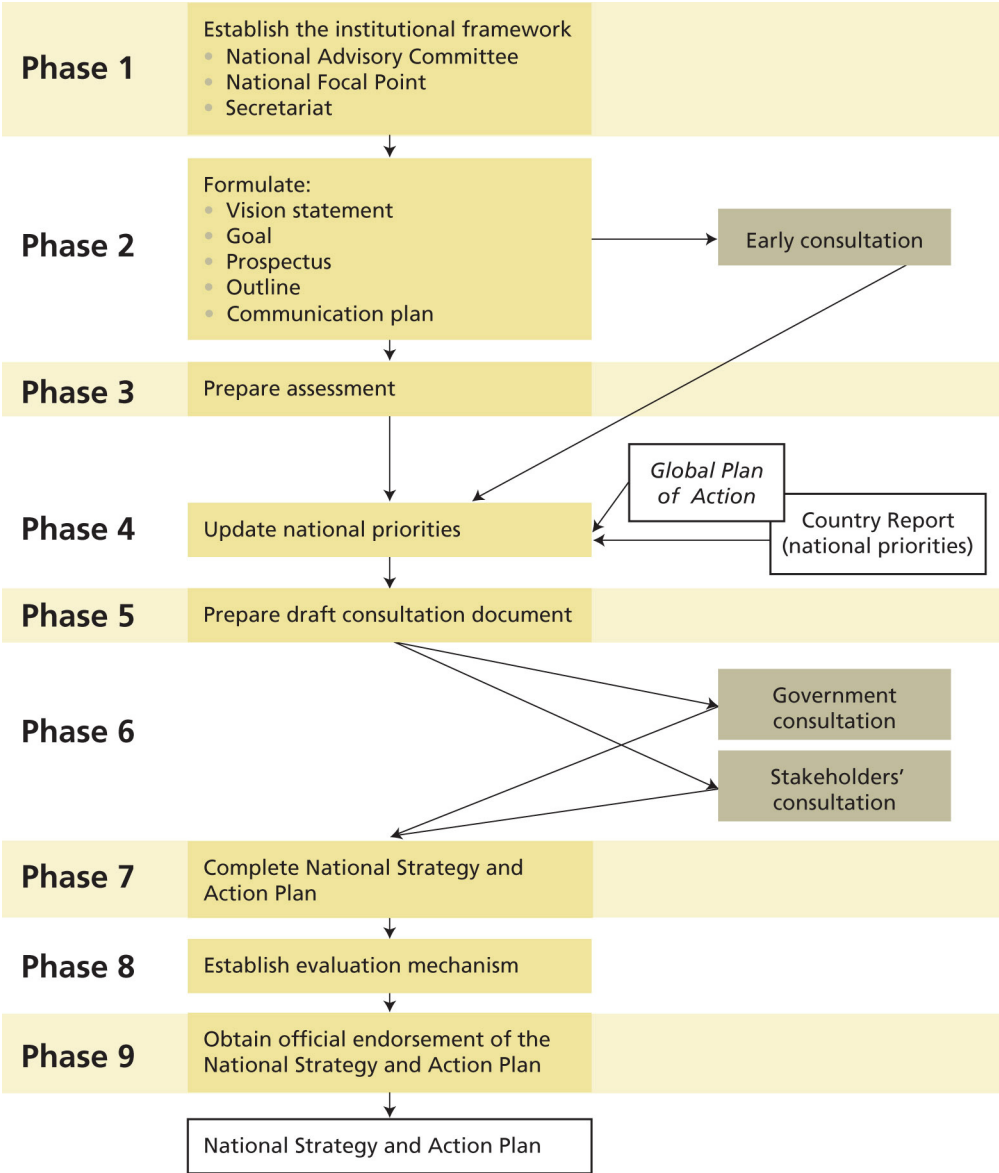 Phase 1
Establish the institutional framework
• National Advisory Committee
• National Focal Point
• Secretariat
Phase 2
Formulate:
• Vision statement
• Goal
• Prospectus
• Outline
• Communication plan
Early consultation
Phase 3
Prepare assessment
Phase 4
Update national priorities
Global Plan
of Action
Country Report
(national priorities)
Phase 5
Prepare draft consultation document
Phase 6
Government
consultation
Stakeholders’
consultation
Phase 7
Complete National Strategy and
Action Plan
Phase 8
Establish evaluation mechanism
Phase 9
Obtain official endorsement of the
National Strategy and Action Plan
National Strategy and Action Plan